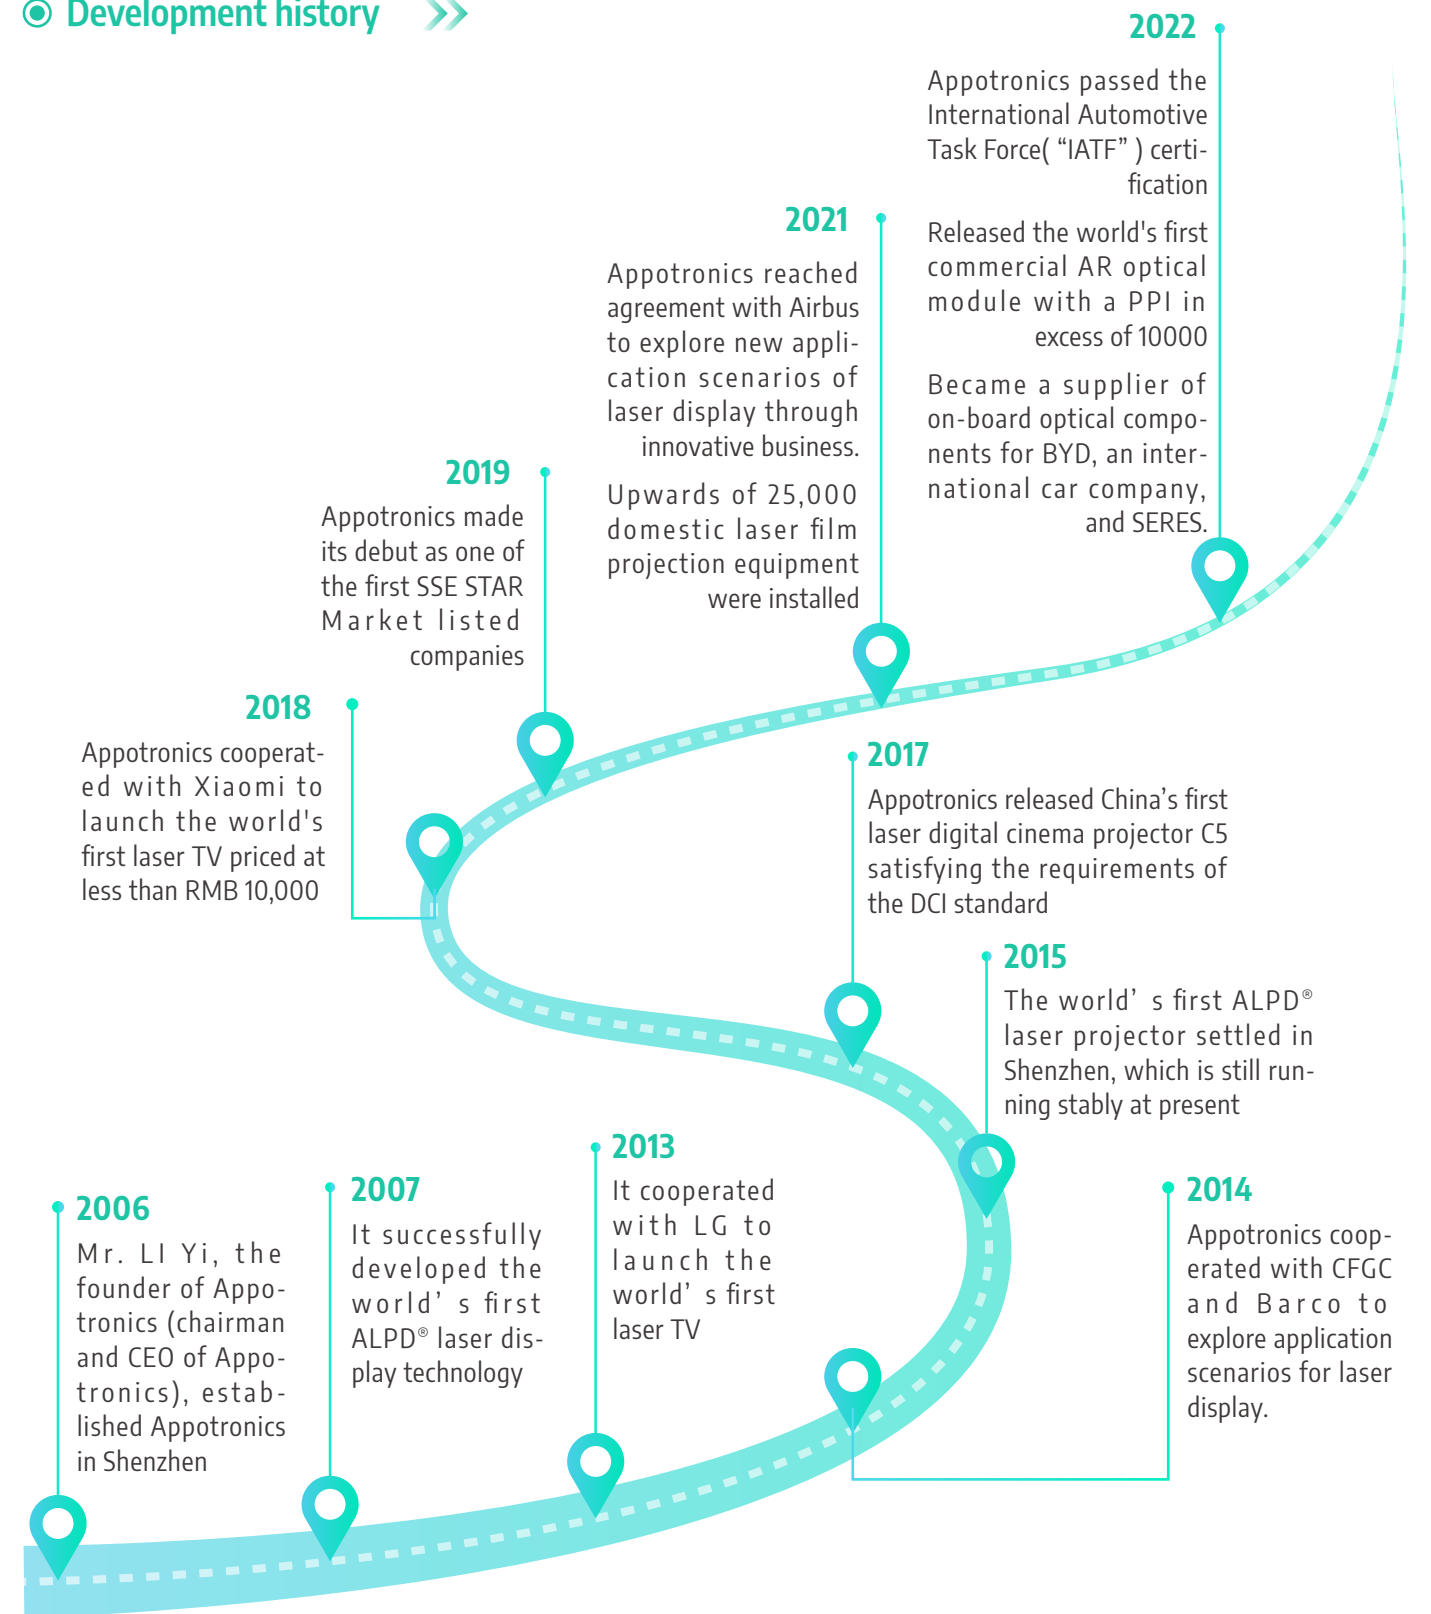 Development history
2022
Appotronics passed the
International Automotive
Task Force( “IATF” ) certi-
fication
Released the world's first
commercial AR optical
module with a PPI in
excess of 10000
Became a supplier of
on-board optical compo-
nents for BYD, an inter-
national car company,
and SERES.
2021
Appotronics reached
agreement with Airbus
to explore new appli-
cation scenarios of
laser display through
innovative business.
Upwards of 25,000
domestic laser film
projection equipment
were installed
2019
Appotronics made
its debut as one of
the first SSE STAR
Market listed
companies
2018
Appotronics cooperat-
ed with Xiaomi to
launch the world's
first laser TV priced at
less than RMB 10,000
2017
Appotronics released China’s first
laser digital cinema projector C5
satisfying the requirements of
the DCI standard
2015
The world’ s first ALPD®
laser projector settled in
Shenzhen, which is still run-
ning stably at present
2013
It cooperated
with LG to
launch the
world’ s first
laser TV
2007
It successfully
developed the
world’ s first
ALPD® laser dis-
play technology
2006
Mr. LI Yi, the
founder of Appo-
tronics (chairman
and CEO of Appo-
tronics), estab-
lished Appotronics
in Shenzhen
2014
Appotronics coop-
erated with CFGC
and Barco to
explore application
scenarios for laser
display.